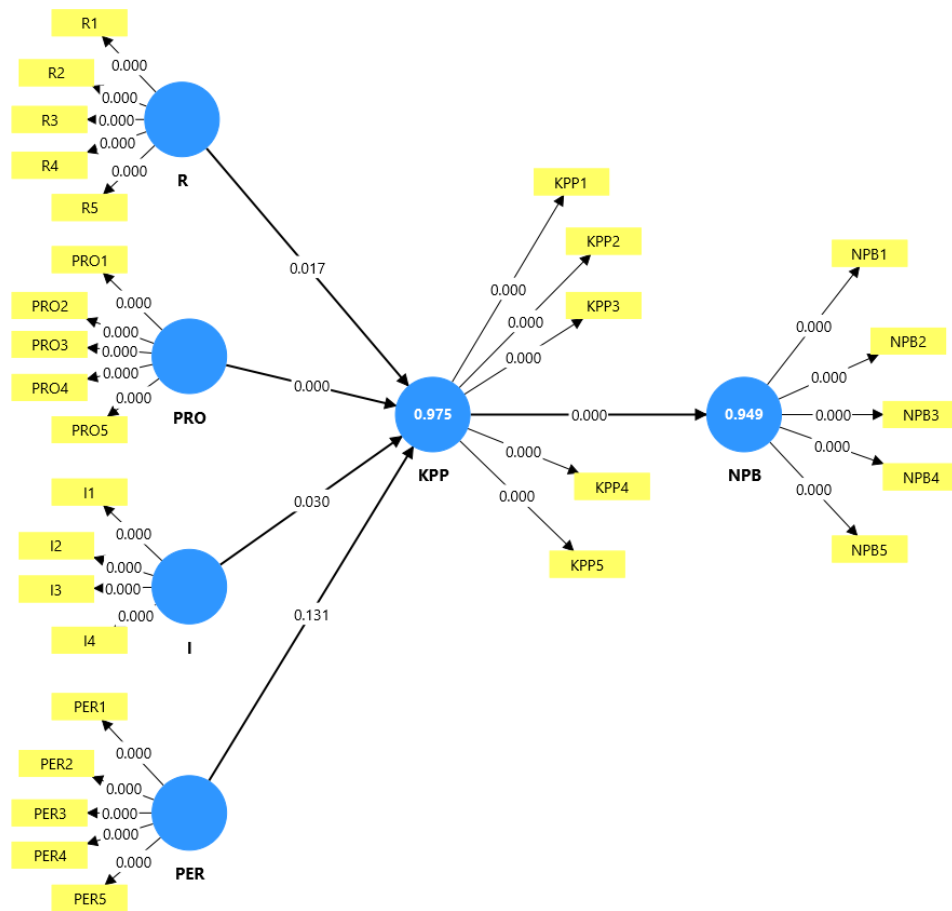 R1
0.000
R2
0.000
R3
0.000
R4
0.000
R5
0.000
R
0.017
PRO1
0.000
PRO2
0.000
PRO3
0.000
PRO4
0.000
PRO5
0.000
PRO
0.000
I1
0.000
I2
0.000
I3
0.000
I4
0.000
I
0.030
PER1
0.000
PER2
0.000
PER3
0.000
PER4
0.000
PER5
0.000
PER
0.131
KPP1
0.000
KPP2
0.000
KPP3
0.000
0.975
KPP
KPP4
0.000
KPP5
0.000
0.000
NPB1
0.000
NPB2
0.000
0.949
NPB
NPB3
0.000
NPB4
0.000
NPB5
0.000